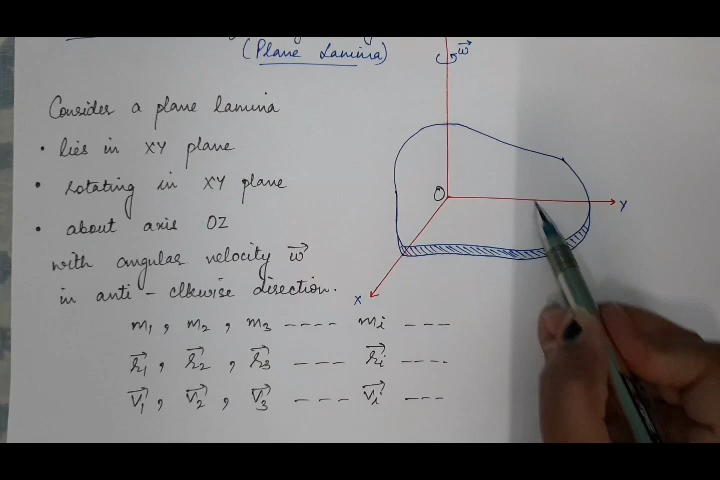 (Plane Lamina)
Consider a plane lamina
• lies in XY plane
• rotating in XY plane
• about axis OZ
with angular velocity w⃗
in anti-clkwise direction.
m₁, m₂, m₃ ---- mᵢ ---
r⃗₁, r⃗₂, r⃗₃ ---- r⃗ᵢ ----
v⃗₁, v⃗₂, v⃗₃ ---- v⃗ᵢ ---
w⃗
O
Y
X